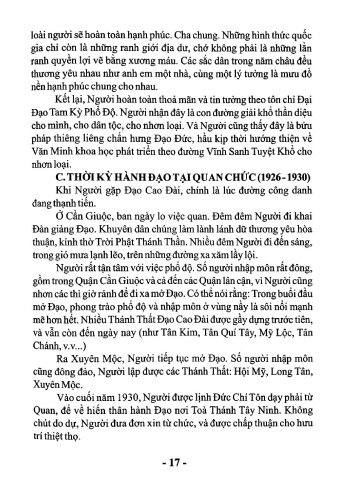 loài người sẽ hoàn toàn hạnh phúc. Cha chung. Những hình thức quốc
gia chỉ còn là những ranh giới địa dư, chớ không phải là những lằn
ranh quyền lợi vẽ bằng xương máu. Các sắc dân trong năm châu đều
thương yêu nhau như anh em một nhà, cùng một lý tưởng là mưu đồ
nền hạnh phúc chung cho nhau.
Kết lại, Người hoàn toàn thoả mãn và tin tưởng theo tôn chỉ Đại
Đạo Tam Kỳ Phổ Độ. Người nhận đây là con đường giải khổ thần diệu
cho mình, cho dân tộc, cho nhơn loại. Và Người cũng thấy đây là bửu
pháp thiêng liêng chấn hưng Đạo Đức, hầu kịp thời hướng thiện về
Văn Minh khoa học phát triển theo đường Vĩnh Sanh Tuyệt Khổ cho
nhơn loại.
C. THỜI KỲ HÀNH ĐẠO TẠI QUAN CHỨC (1926 - 1930)
Khi Người gặp Đạo Cao Đài, chính là lúc đường công danh
đang thạnh tiến.
Ở Cần Giuộc, ban ngày lo việc quan. Đêm đêm Người đi khai
Đàn giảng Đạo. Khuyên dân chúng làm lành lánh dữ thương yêu hòa
thuận, kính thờ Trời Phật Thánh Thần. Nhiều đêm Người đi đến sáng,
trong gió mưa lạnh lẽo, trên những đường xa xăm lầy lội.
Người rất tận tâm với việc phổ độ. Số người nhập môn rất đông,
gồm trong Quận Cần Giuộc và cả đến các Quận lân cận, vì Người cũng
nhơn các thì giờ rảnh để đi xa mở Đạo. Có thể nói rằng: Trong buổi đầu
mở Đạo, phong trào phổ độ và nhập môn ở vùng nầy là sôi nổi mạnh
mẽ hơn hết. Nhiều Thánh Thất Đạo Cao Đài được gầy dựng trước tiên,
và vẫn còn đến ngày nay (như Tân Kim, Tân Quí Tây, Mỹ Lộc, Tân
Chánh, v.v...)
Ra Xuyên Mộc, Người tiếp tục mở Đạo. Số người nhập môn
cũng đông đảo, Người lập được các Thánh Thất: Hội Mỹ, Long Tân,
Xuyên Mộc.
Vào cuối năm 1930, Người được lịnh Đức Chí Tôn dạy phải từ
Quan, để về hiến thân hành Đạo nơi Toà Thánh Tây Ninh. Không
chút do dự, Người đưa đơn xin từ chức, và được chấp thuận cho hưu
trí thiệt thọ.
- 17 -